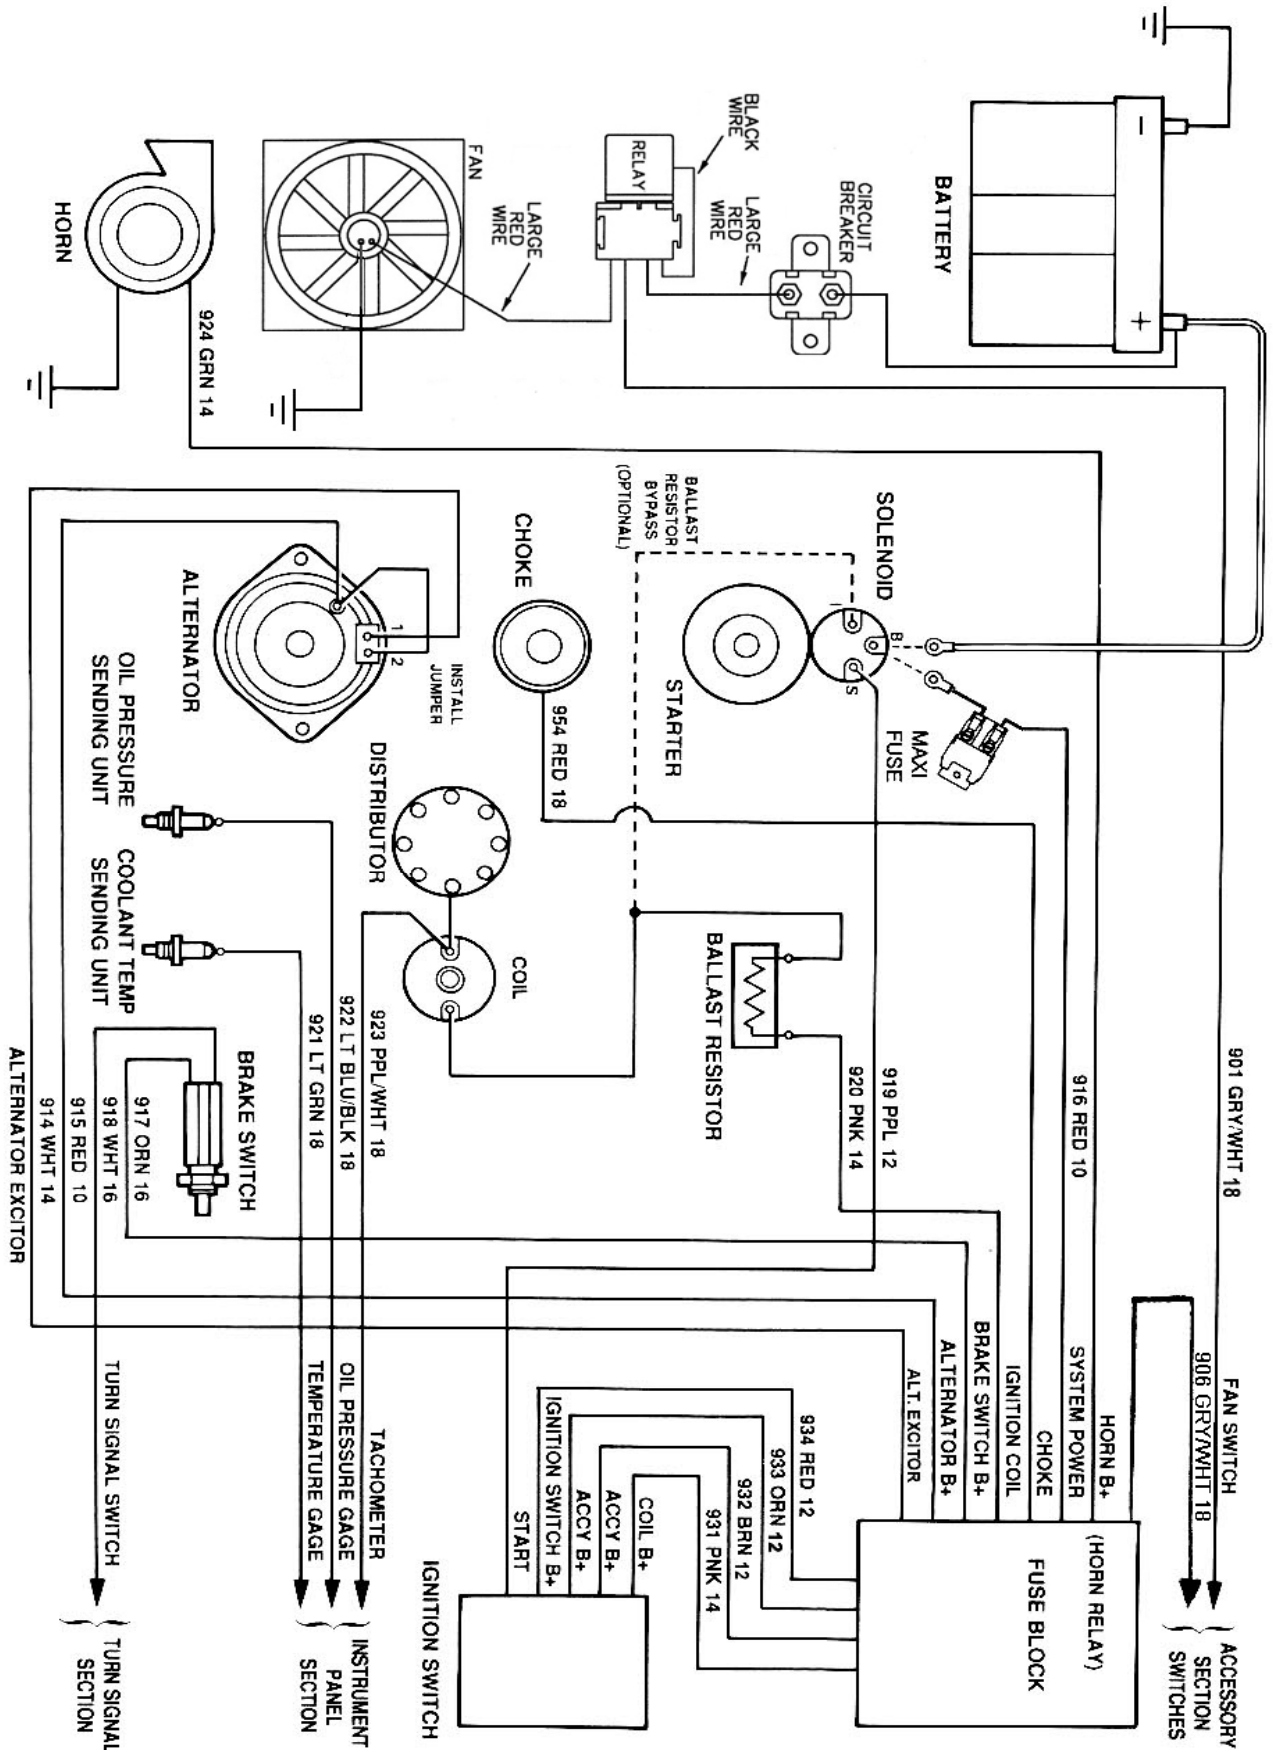 BATTERY
-
+
CIRCUIT
BREAKER
LARGE
RED
WIRE
BLACK
WIRE
RELAY
LARGE
RED
WIRE
FAN
HORN
924 GRN 14
SOLENOID
I
B
S
BALLAST
RESISTOR
BYPASS
(OPTIONAL)
CHOKE
954 RED 18
STARTER
MAXI
FUSE
ALTERNATOR
1
2
INSTALL
JUMPER
DISTRIBUTOR
OIL PRESSURE
SENDING UNIT
COOLANT TEMP
SENDING UNIT
COIL
BALLAST RESISTOR
BRAKE SWITCH
901 GRY/WHT 18
916 RED 10
919 PPL 12
920 PNK 14
923 PPL/WHT 18
922 LT BLU/BLK 18
921 LT GRN 18
917 ORN 16
918 WHT 16
915 RED 10
914 WHT 14
ALTERNATOR EXCITOR
FAN SWITCH
906 GRY/WHT 18
HORN B+
SYSTEM POWER
CHOKE
IGNITION COIL
BRAKE SWITCH B+
ALTERNATOR B+
ALT. EXCITOR
934 RED 12
933 ORN 12
932 BRN 12
931 PNK 14
COIL B+
ACCY B+
ACCY B+
IGNITION SWITCH B+
START
TACHOMETER
OIL PRESSURE GAGE
TEMPERATURE GAGE
TURN SIGNAL SWITCH
(HORN RELAY)
FUSE BLOCK
IGNITION SWITCH
ACCESSORY
SECTION
SWITCHES
INSTRUMENT
PANEL
SECTION
TURN SIGNAL
SECTION